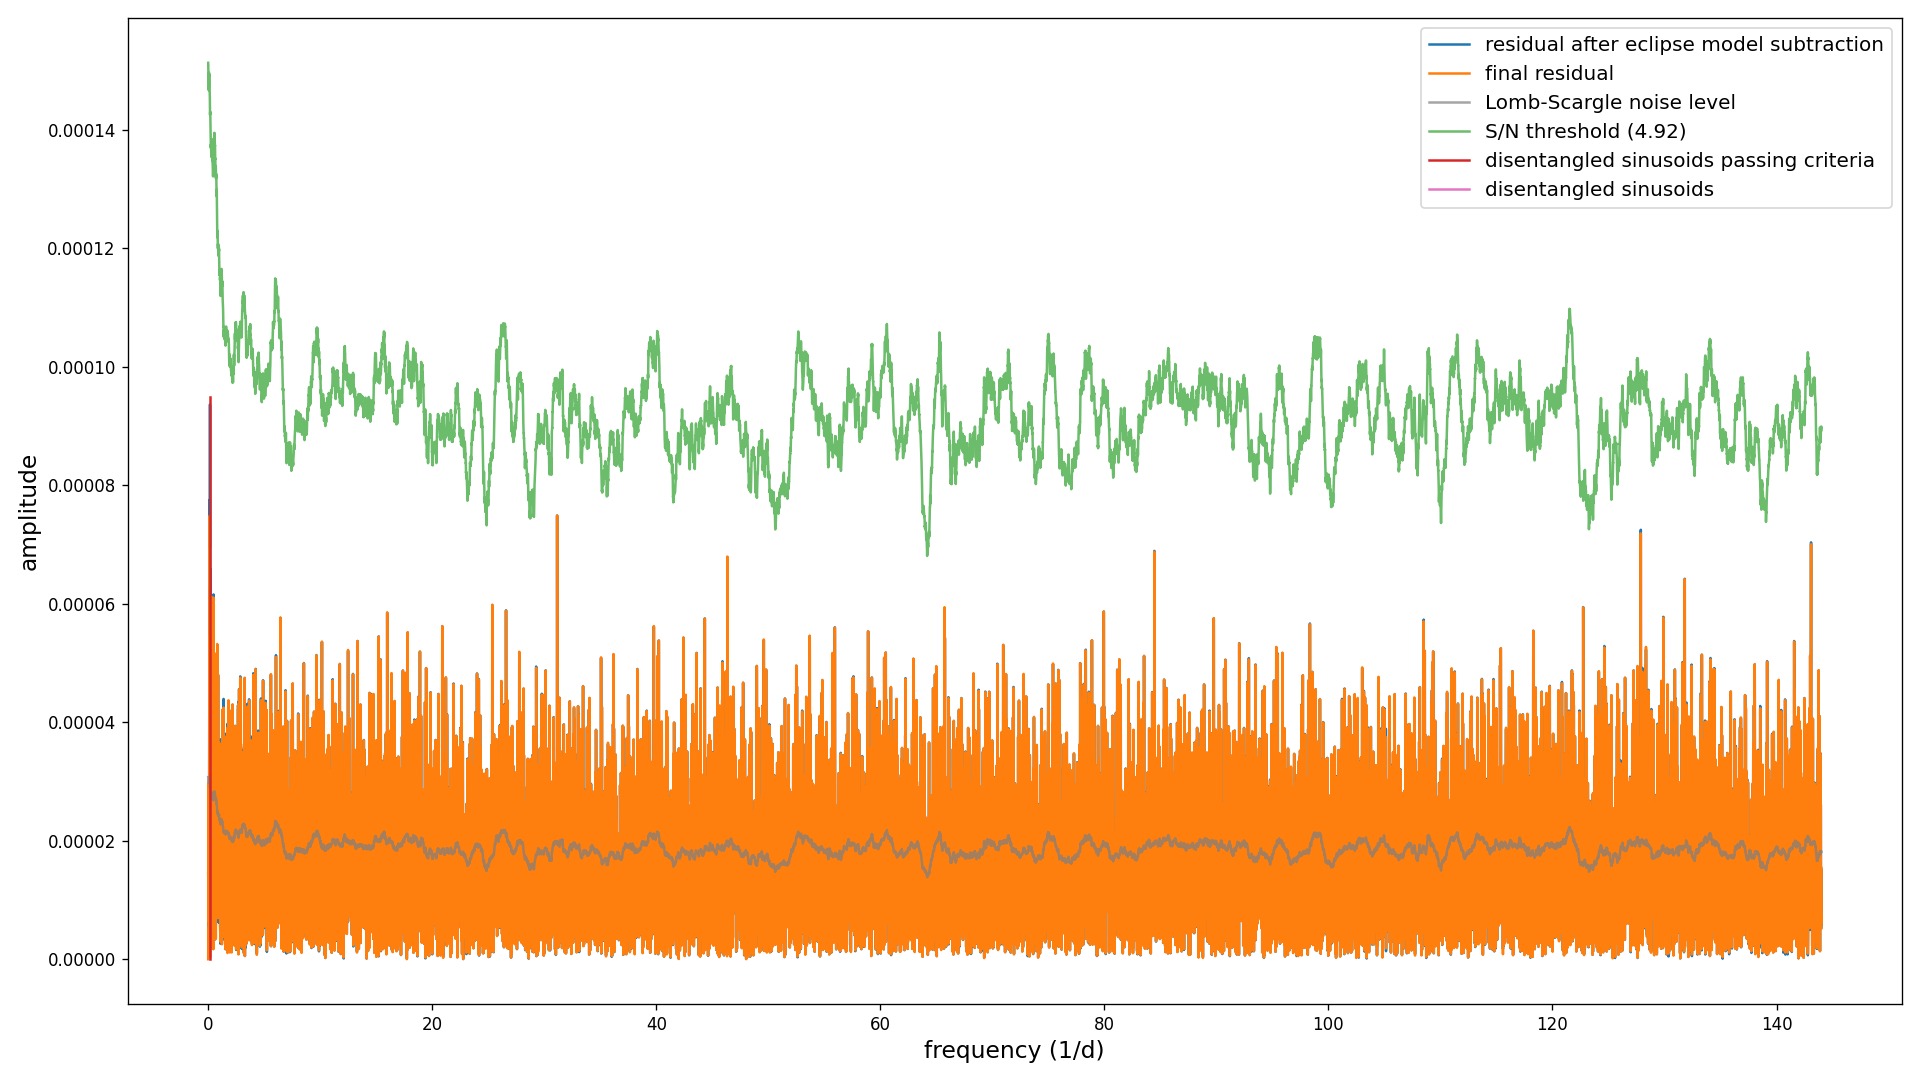 residual after eclipse model subtraction
final residual
Lomb-Scargle noise level
S/N threshold (4.92)
disentangled sinusoids passing criteria
disentangled sinusoids
amplitude
0.00014
0.00012
0.00010
0.00008
0.00006
0.00004
0.00002
0.00000
0 20 40 60 80 100 120 140
frequency (1/d)